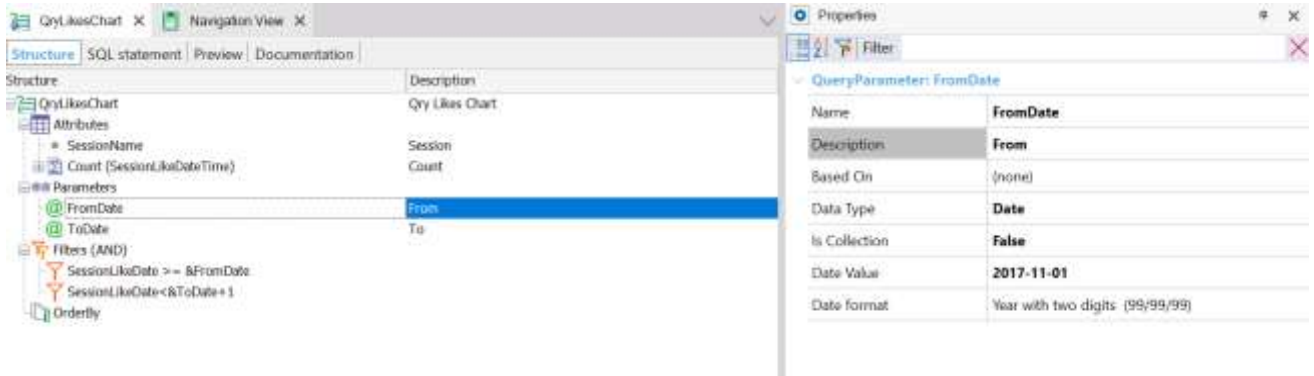 QryLikesChart
Navigation View
Structure SQL statement Preview Documentation
Structure Description
QryLikesChart Qry Likes Chart
Attributes
SessionName Session
Count (SessionLikeDateTime) Count
Parameters
@ FromDate From
@ ToDate To
Filters (AND)
SessionLikeDate >= &FromDate
SessionLikeDate<&ToDate+1
OrderBy
Properties
Filter
QueryParameter: FromDate
Name FromDate
Description From
Based On (none)
Data Type Date
Is Collection False
Date Value 2017-11-01
Date format Year with two digits (99/99/99)